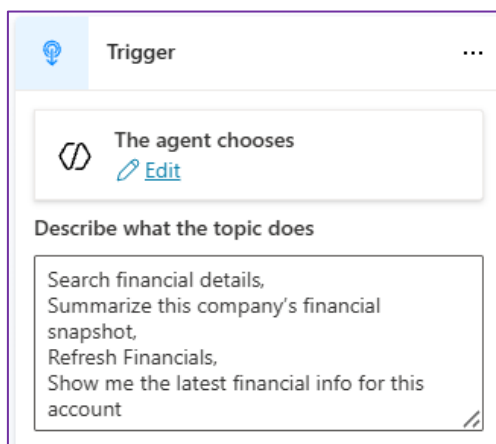 Trigger
...
The agent chooses
Edit
Describe what the topic does
Search financial details,
Summarize this company's financial
snapshot,
Refresh Financials,
Show me the latest financial info for this
account